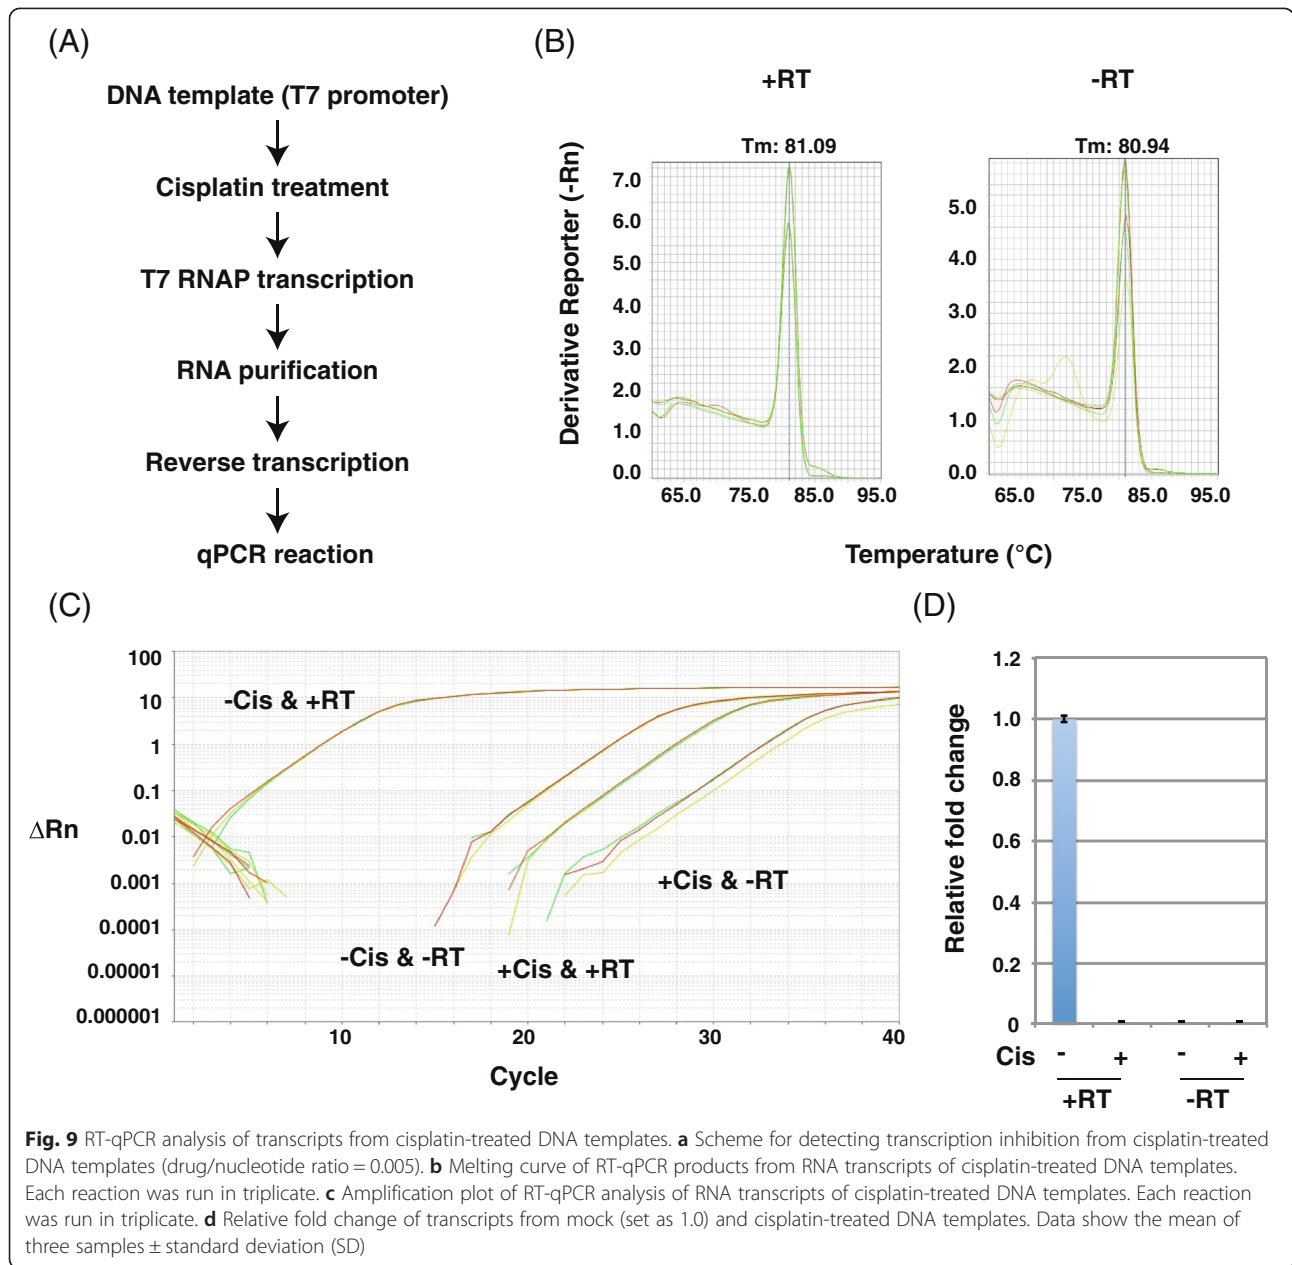 (A)
DNA template (T7 promoter)
Cisplatin treatment
T7 RNAP transcription
RNA purification
Reverse transcription
qPCR reaction
(B)
+RT
-RT
Tm: 81.09
Tm: 80.94
Derivative Reporter (-Rn)
7.0
6.0
5.0
4.0
3.0
2.0
1.0
0.0
65.0 75.0 85.0 95.0
5.0
4.0
3.0
2.0
1.0
0.0
65.0 75.0 85.0 95.0
Temperature (°C)
(C)
100
10
1
0.1
0.01
0.001
0.0001
0.00001
0.000001
ΔRn
-Cis & +RT
-Cis & -RT
+Cis & +RT
+Cis & -RT
10 20 30 40
Cycle
(D)
Relative fold change
1.2
1.0
0.8
0.6
0.4
0.2
0
Cis - + - +
+RT -RT
Fig. 9 RT-qPCR analysis of transcripts from cisplatin-treated DNA templates. a Scheme for detecting transcription inhibition from cisplatin-treated
DNA templates (drug/nucleotide ratio = 0.005). b Melting curve of RT-qPCR products from RNA transcripts of cisplatin-treated DNA templates.
Each reaction was run in triplicate. c Amplification plot of RT-qPCR analysis of RNA transcripts of cisplatin-treated DNA templates. Each reaction
was run in triplicate. d Relative fold change of transcripts from mock (set as 1.0) and cisplatin-treated DNA templates. Data show the mean of
three samples ± standard deviation (SD)